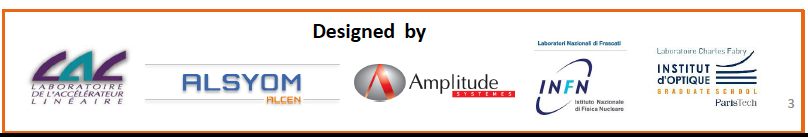 Designed by
LAL
LABORATOIRE
DE L'ACCÉLÉRATEUR
LINÉAIRE
ALSYOM
ALCEN
Amplitude
SYSTEMES
Laboratori Nazionali di Frascati
INFN
Istituto Nazionale
di Fisica Nucleare
Laboratoire Charles Fabry
INSTITUT
d'OPTIQUE
GRADUATE SCHOOL
ParisTech
3